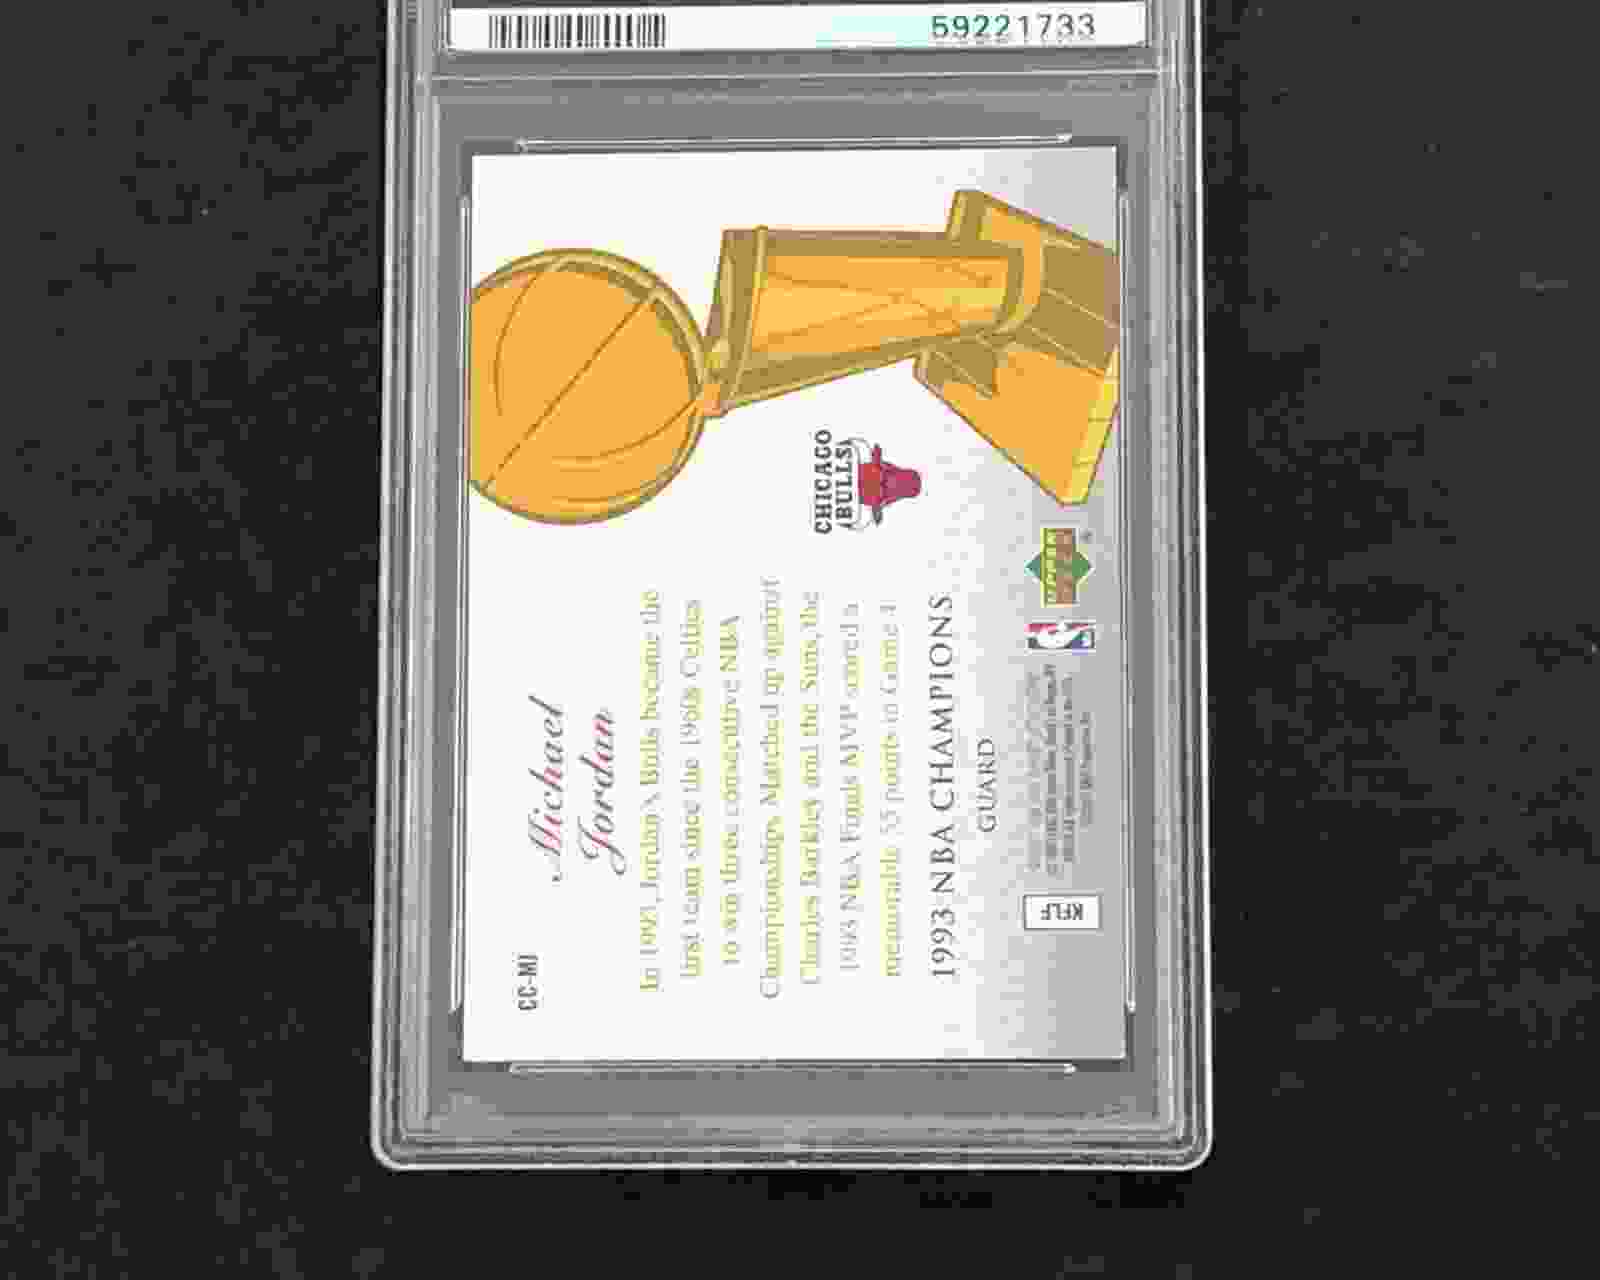 59221733
CC-MJ
Michael
Jordan
In 1993, Jordan's Bulls became the
first team since the 1960s Celtics
to win three consecutive NBA
Championships. Matched up against
Charles Barkley and the Suns, the
1993 NBA Finals MVP scored a
memorable 55 points in Game 4.
1993 NBA CHAMPIONS
GUARD
CHICAGO
BULLS
UPPER
KFLF